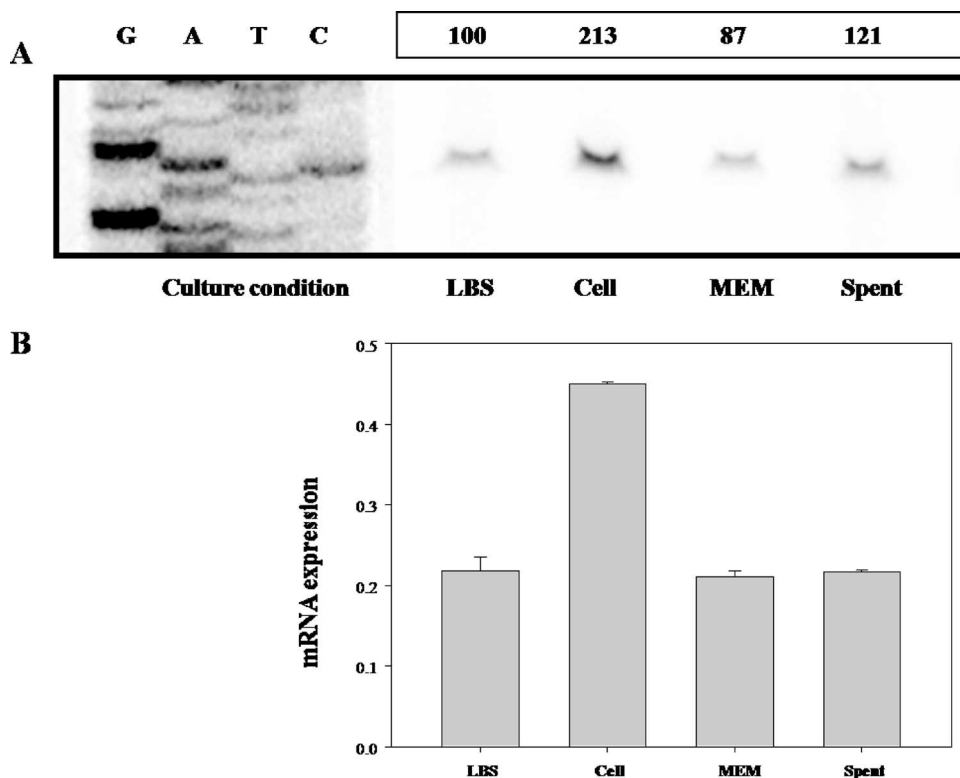 G A T C 100 213 87 121
A
Culture condition LBS Cell MEM Spent
B
0.5
0.4
0.3
0.2
0.1
0.0
mRNA expression
LBS Cell MEM Spent